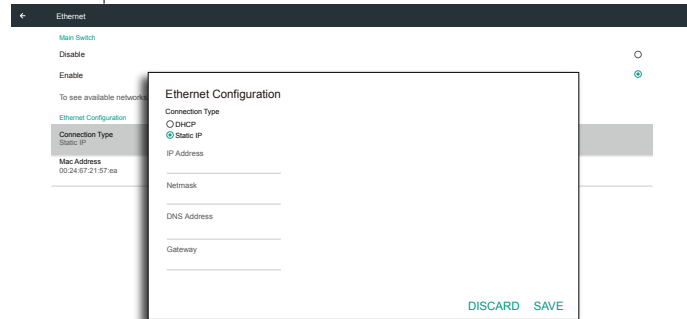 Ethernet
Main Switch
Disable
Enable
To see available networks
Ethernet Configuration
Connection Type
Static IP
Mac Address
00:24:67:21:57:ea
Ethernet Configuration
Connection Type
DHCP
Static IP
IP Address
Netmask
DNS Address
Gateway
DISCARD SAVE